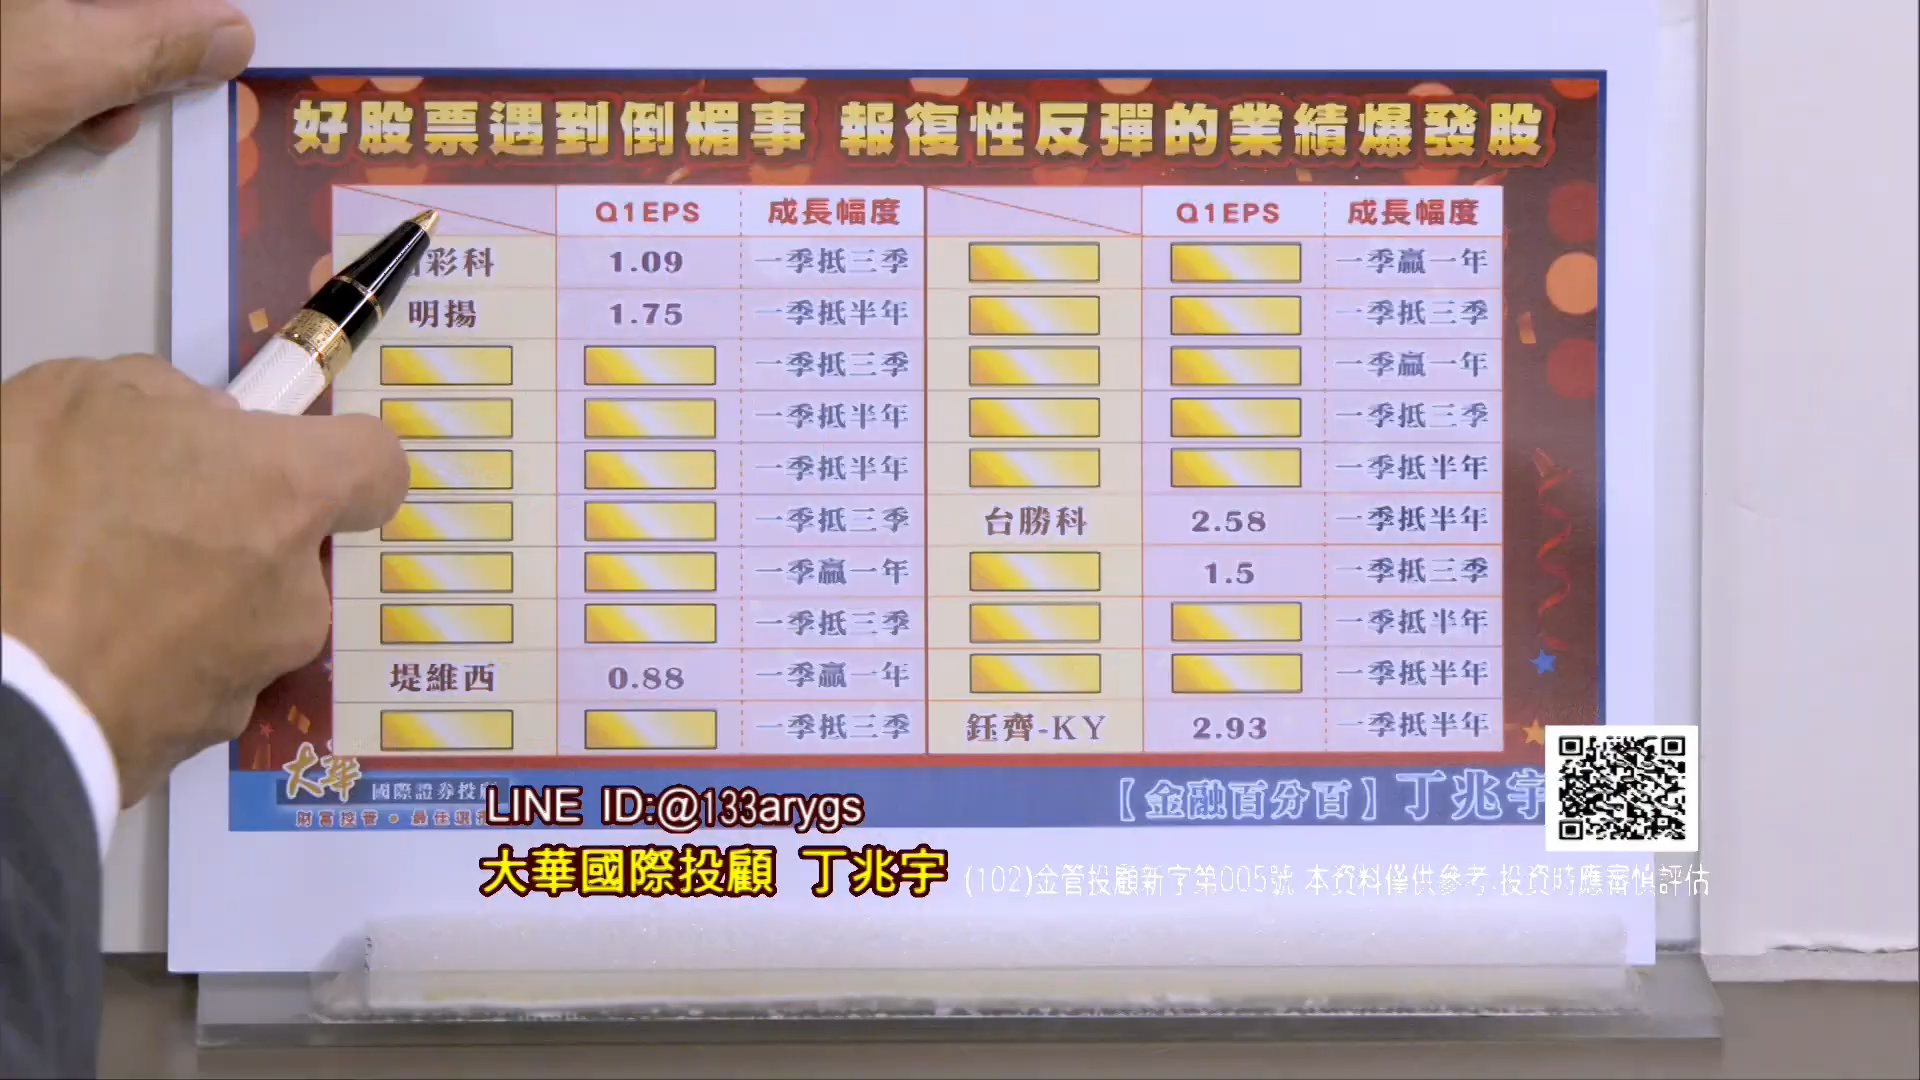 好股票遇到倒楣事 報復性反彈的業績爆發股
Q1EPS 成長幅度 Q1EPS 成長幅度
彩科 1.09 一季抵三季 一季贏一年
明揚 1.75 一季抵半年 一季抵三季
一季抵三季 一季贏一年
一季抵半年 一季抵三季
一季抵半年 一季抵半年
一季抵三季 台勝科 2.58 一季抵半年
一季贏一年 1.5 一季抵三季
一季抵三季 一季抵半年
堤維西 0.88 一季贏一年 一季抵半年
一季抵三季 鈺齊-KY 2.93 一季抵半年
大華 國際證券投
財富控管 • 最佳選
【金融百分百】丁兆宇
LINE ID:@133arygs
大華國際投顧 丁兆宇
(102)金管投顧新字第005號 本資料僅供參考.投資時應審慎評估